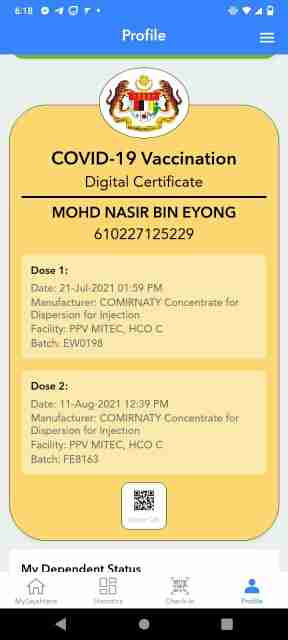 6:18
Profile
COVID-19 Vaccination
Digital Certificate
MOHD NASIR BIN EYONG
610227125229
Dose 1:
Date: 21-Jul-2021 01:59 PM
Manufacturer: COMIRNATY Concentrate for
Dispersion for Injection
Facility: PPV MITEC, HCO C
Batch: EW0198
Dose 2:
Date: 11-Aug-2021 12:39 PM
Manufacturer: COMIRNATY Concentrate for
Dispersion for Injection
Facility: PPV MITEC, HCO C
Batch: FE8163
My Dependent Status
MySejahtera
Statistics
Check-in
Profile